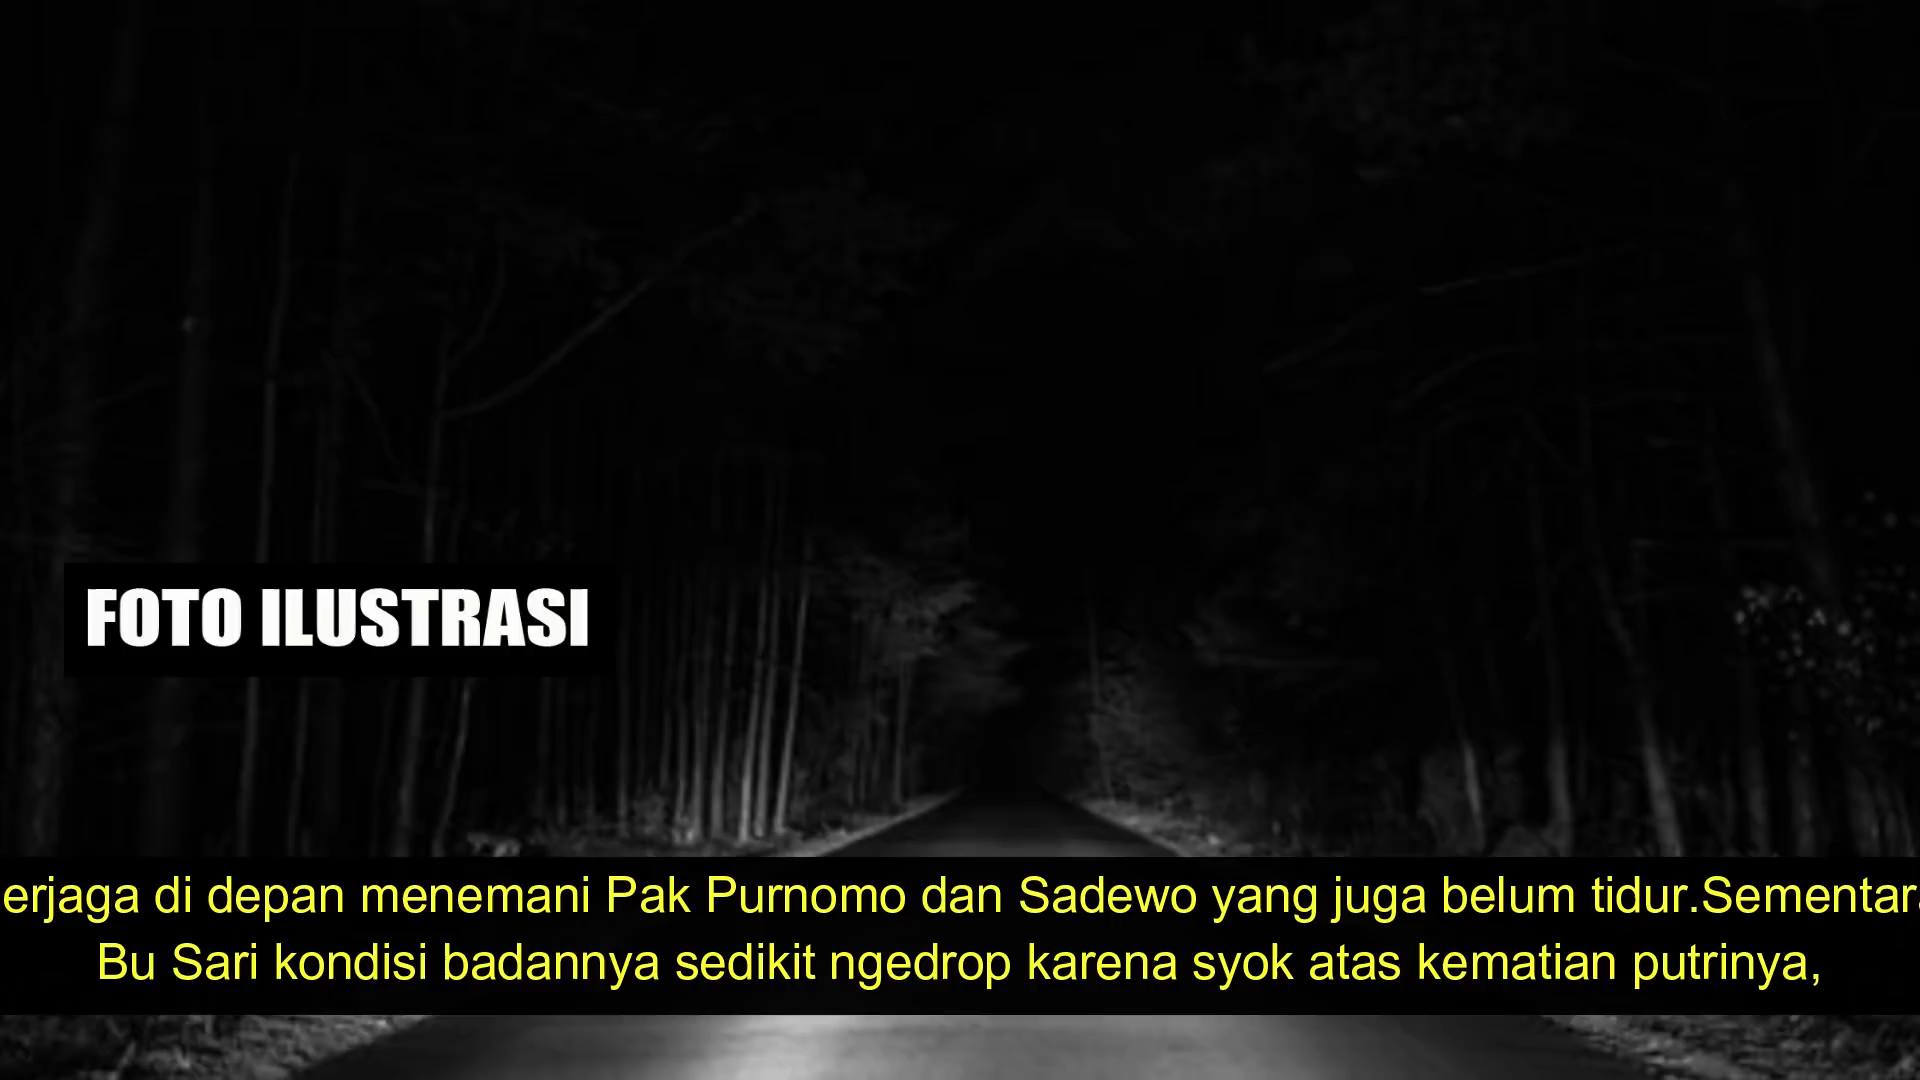 FOTO ILUSTRASI
erjaga di depan menemani Pak Purnomo dan Sadewo yang juga belum tidur.Sementar
Bu Sari kondisi badannya sedikit ngedrop karena syok atas kematian putrinya,